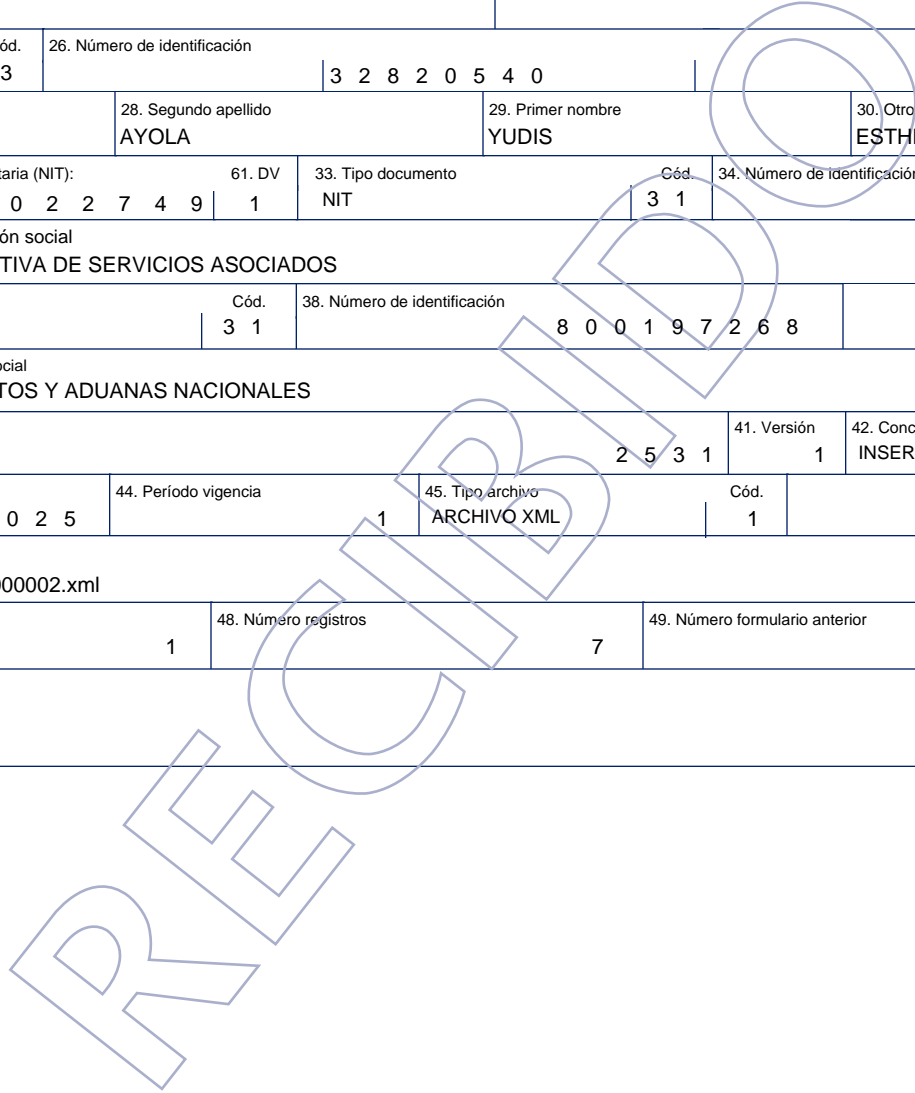 ód. 26. Número de identificación
3 3 2 8 2 0 5 4 0
28. Segundo apellido 29. Primer nombre 30. Otro
AYOLA YUDIS ESTH
taria (NIT): 61. DV 33. Tipo documento Cód. 34. Número de identificación
0 2 2 7 4 9 1 NIT 3 1
ón social
TIVA DE SERVICIOS ASOCIADOS
Cód. 38. Número de identificación
3 1 8 0 0 1 9 7 2 6 8
ocial
TOS Y ADUANAS NACIONALES
41. Versión 42. Conc
2 5 3 1 1 INSER
44. Período vigencia 45. Tipo archivo Cód.
0 2 5 1 ARCHIVO XML 1
000002.xml
48. Número registros 49. Número formulario anterior
1 7
RECIBIDO